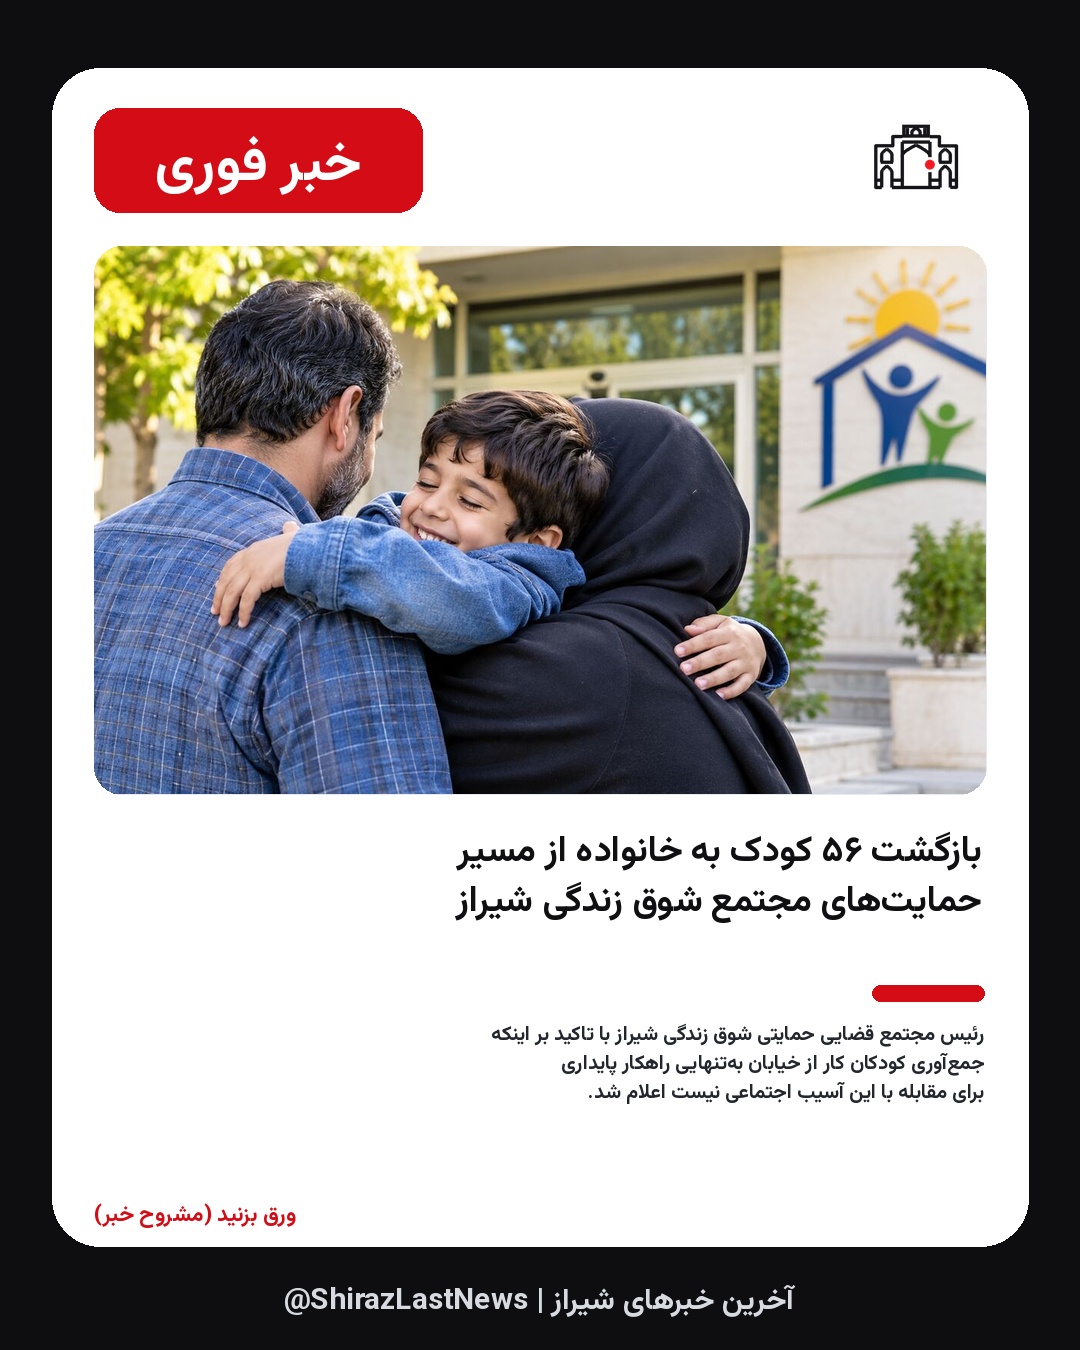 خبر فوری
بازگشت ۵۶ کودک به خانواده از مسیر
حمایت‌های مجتمع شوق زندگی شیراز
رئیس مجتمع قضایی حمایتی شوق زندگی شیراز با تاکید بر اینکه
جمع‌آوری کودکان کار از خیابان به‌تنهایی راهکار پایداری
برای مقابله با این آسیب اجتماعی نیست اعلام شد.
ورق بزنید (مشروح خبر)
آخرین خبرهای شیراز | @ShirazLastNews